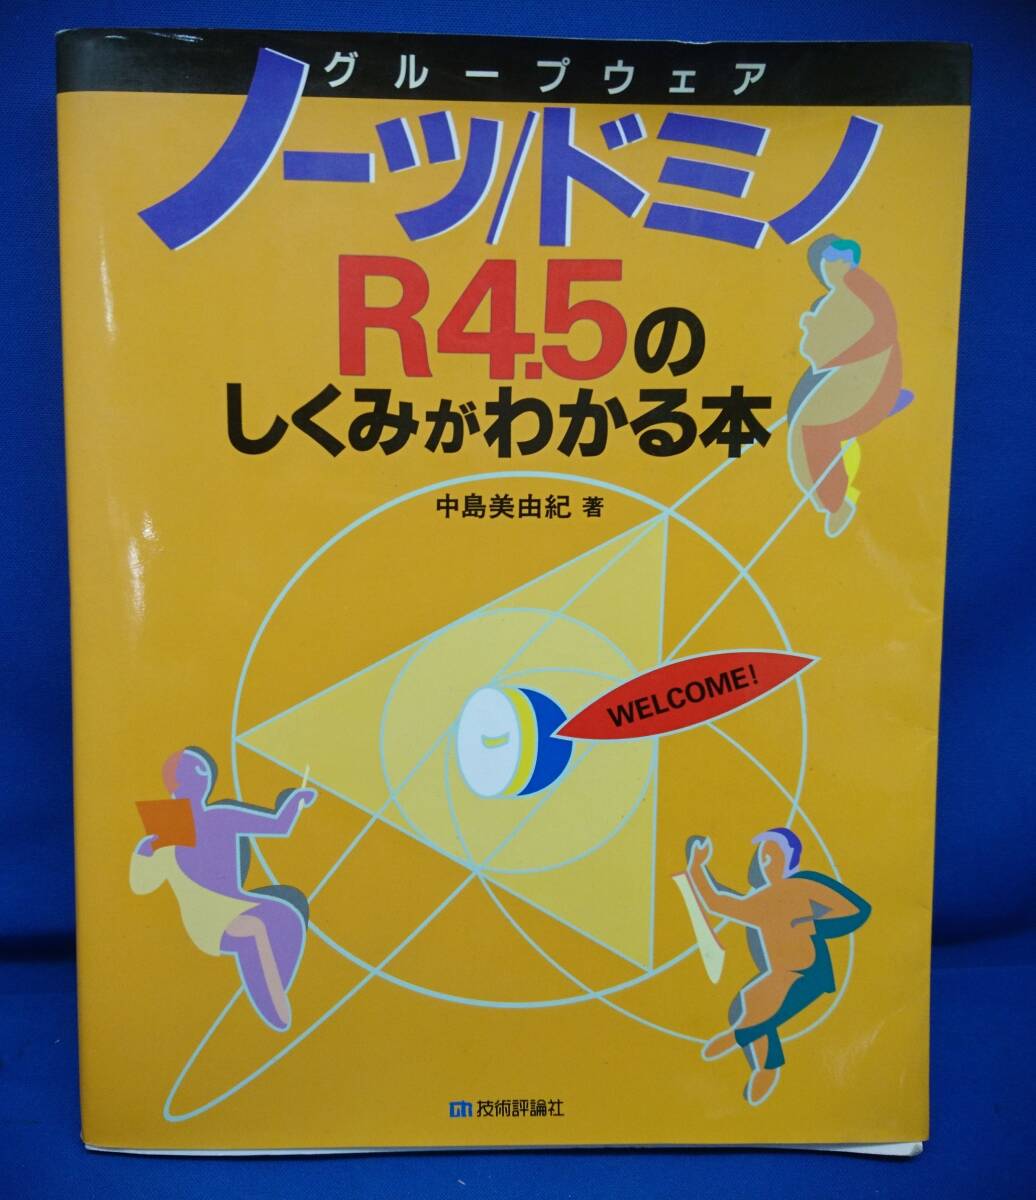 グループウェア
ノーツ/ドミノ
R4.5の
しくみがわかる本
中島美由紀 著
WELCOME!
技術評論社